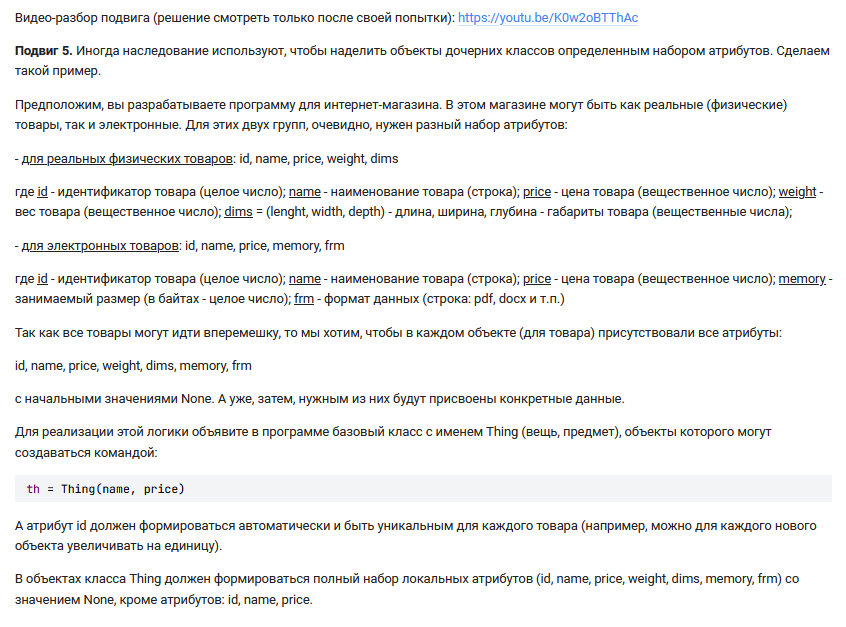 Видео-разбор подвига (решение смотреть только после своей попытки): https://youtu.be/K0w2oBTThAc
Подвиг 5. Иногда наследование используют, чтобы наделить объекты дочерних классов определенным набором атрибутов. Сделаем
такой пример.
Предположим, вы разрабатываете программу для интернет-магазина. В этом магазине могут быть как реальные (физические)
товары, так и электронные. Для этих двух групп, очевидно, нужен разный набор атрибутов:
- для реальных физических товаров: id, name, price, weight, dims
где id - идентификатор товара (целое число); name - наименование товара (строка); price - цена товара (вещественное число); weight -
вес товара (вещественное число); dims = (lenght, width, depth) - длина, ширина, глубина - габариты товара (вещественные числа);
- для электронных товаров: id, name, price, memory, frm
где id - идентификатор товара (целое число); name - наименование товара (строка); price - цена товара (вещественное число); memory -
занимаемый размер (в байтах - целое число); frm - формат данных (строка: pdf, docx и т.п.)
Так как все товары могут идти вперемешку, то мы хотим, чтобы в каждом объекте (для товара) присутствовали все атрибуты:
id, name, price, weight, dims, memory, frm
с начальными значениями None. А уже, затем, нужным из них будут присвоены конкретные данные.
Для реализации этой логики объявите в программе базовый класс с именем Thing (вещь, предмет), объекты которого могут
создаваться командой:
th = Thing(name, price)
А атрибут id должен формироваться автоматически и быть уникальным для каждого товара (например, можно для каждого нового
объекта увеличивать на единицу).
В объектах класса Thing должен формироваться полный набор локальных атрибутов (id, name, price, weight, dims, memory, frm) со
значением None, кроме атрибутов: id, name, price.